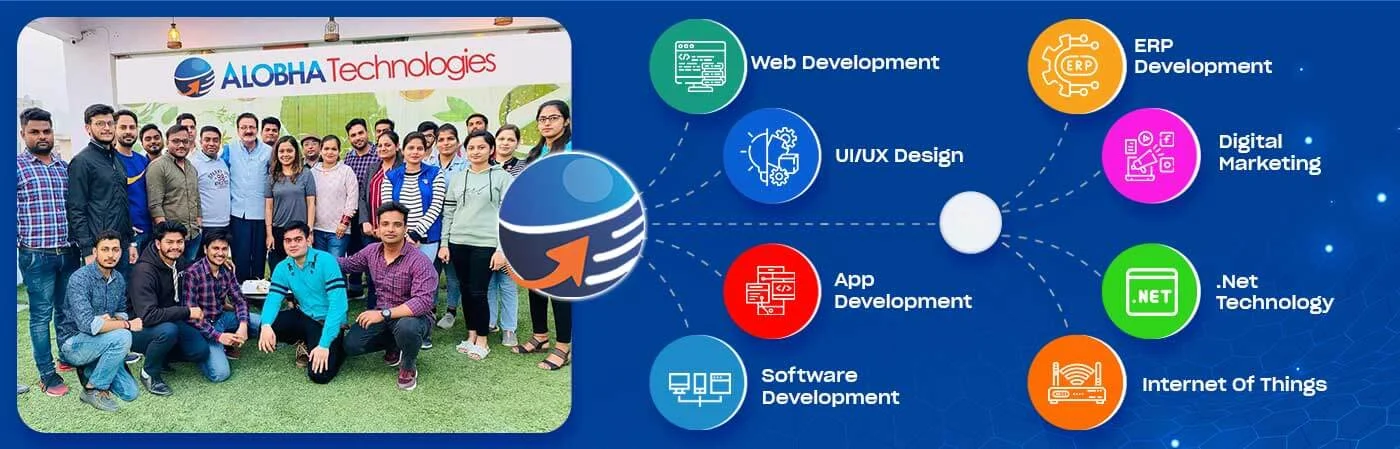 ALOBHA Technologies
Web Development
UI/UX Design
App
Development
Software
Development
ERP
ERP
Development
Digital
Marketing
.NET
.Net
Technology
Internet Of Things